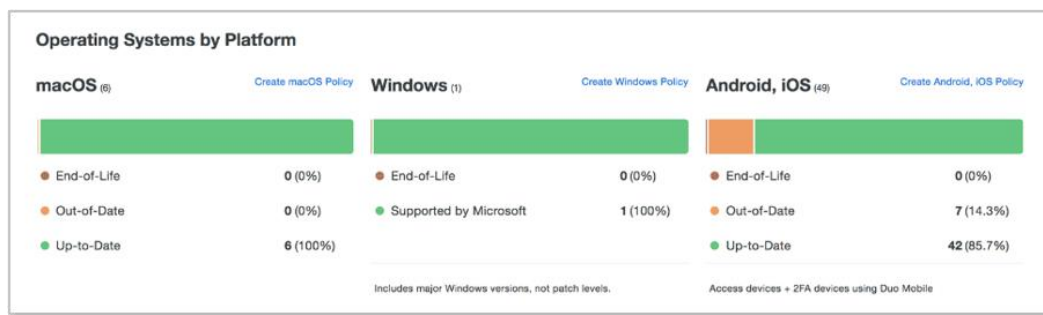 Operating Systems by Platform
macOS (6) Create macOS Policy
End-of-Life 0 (0%)
Out-of-Date 0 (0%)
Up-to-Date 6 (100%)
Windows (1) Create Windows Policy
End-of-Life 0 (0%)
Supported by Microsoft 1 (100%)
Includes major Windows versions, not patch levels.
Android, iOS (49) Create Android, iOS Policy
End-of-Life 0 (0%)
Out-of-Date 7 (14.3%)
Up-to-Date 42 (85.7%)
Access devices + 2FA devices using Duo Mobile